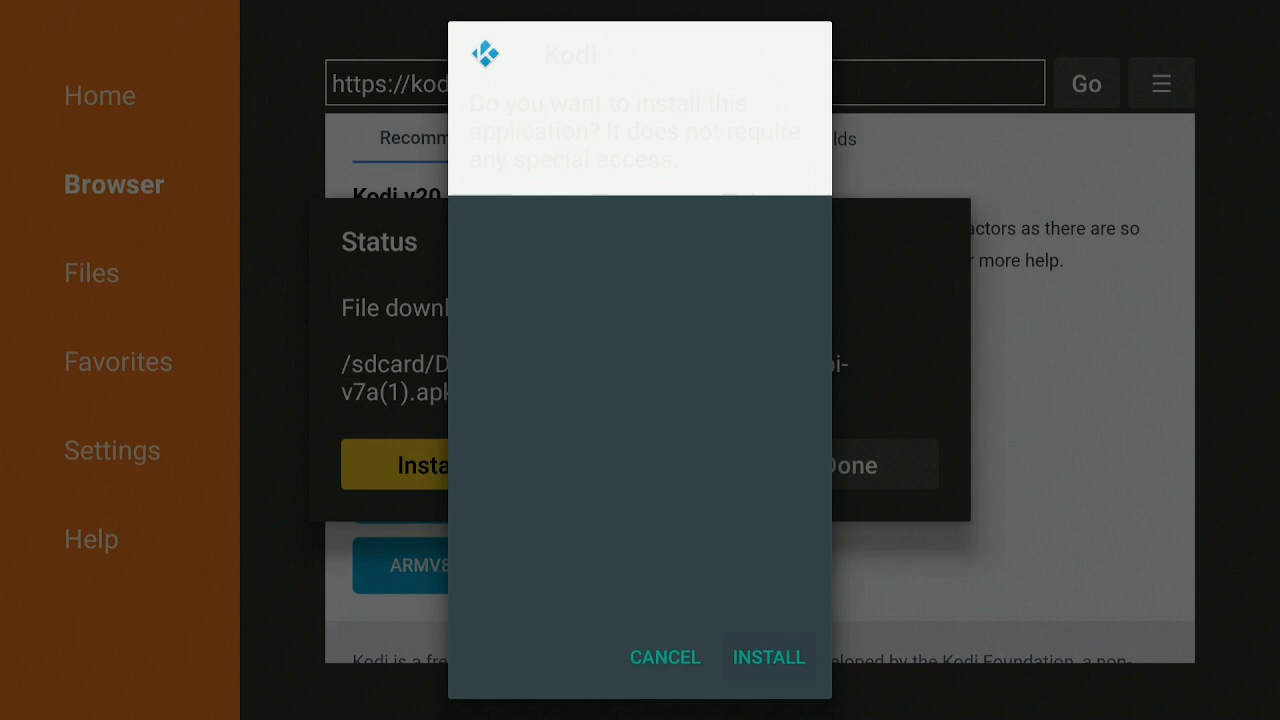 Home
Browser
Files
Favorites
Settings
Help
https://kod
Go
Recomm
lds
Kodi v20
actors as there are so
r more help.
Status
File downl
/sdcard/D
pi-
v7a(1).apk
Insta
Done
ARMV8
Kodi
Do you want to install this
application? It does not require
any special access.
CANCEL
INSTALL
Kodi is a fre
eloped by the Kodi Foundation, a non-